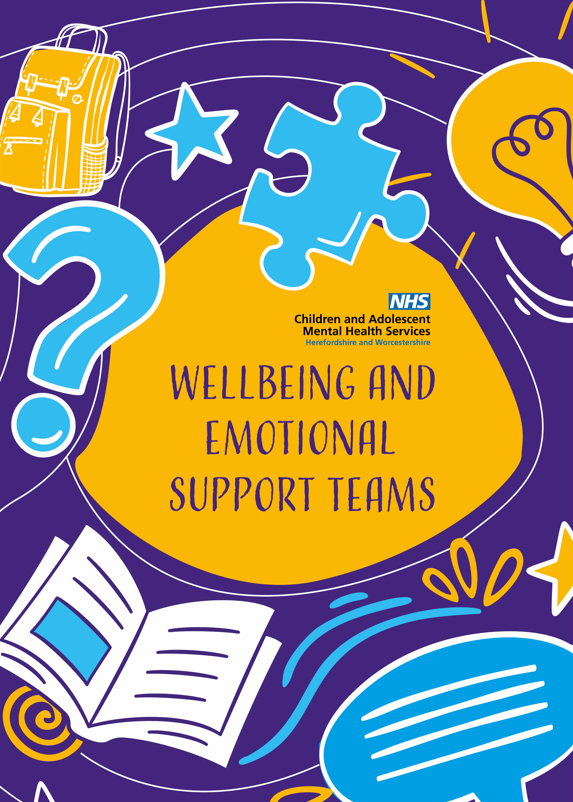 NHS
Children and Adolescent
Mental Health Services
Herefordshire and Worcestershire
WELLBEING AND
EMOTIONAL
SUPPORT TEAMS